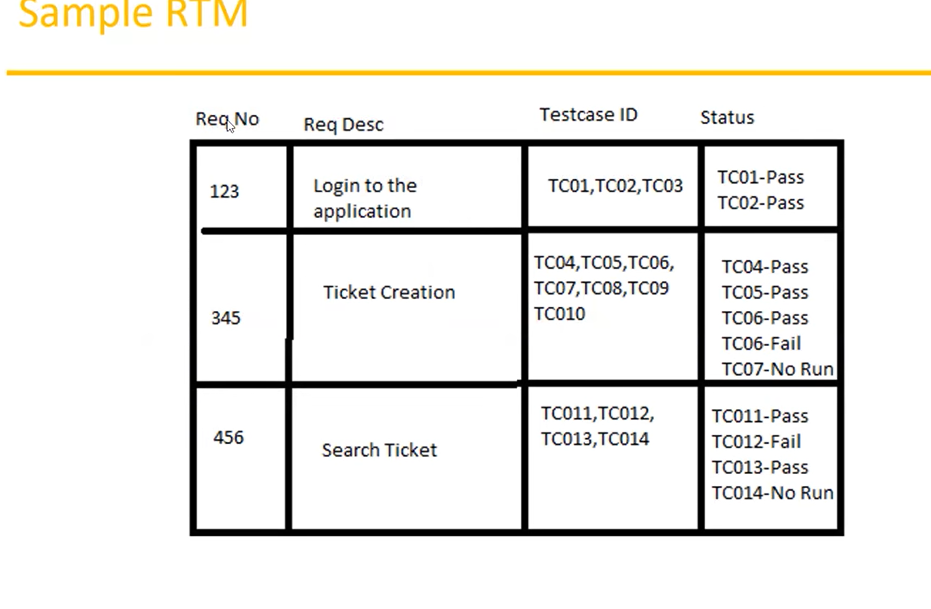 Sample RTM
Req No
Req Desc
Testcase ID
Status
123
Login to the
application
TC01,TC02,TC03
TC01-Pass
TC02-Pass
345
Ticket Creation
TC04,TC05,TC06,
TC07,TC08,TC09
TC010
TC04-Pass
TC05-Pass
TC06-Pass
TC06-Fail
TC07-No Run
456
Search Ticket
TC011,TC012,
TC013,TC014
TC011-Pass
TC012-Fail
TC013-Pass
TC014-No Run